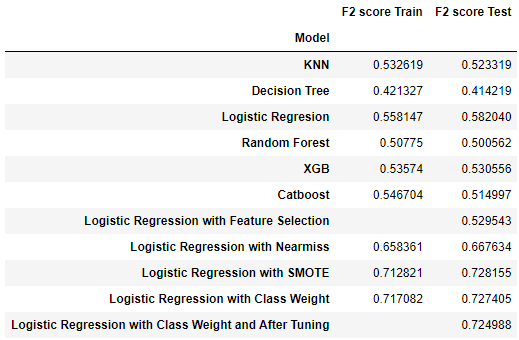 F2 score Train F2 score Test
Model
KNN 0.532619 0.523319
Decision Tree 0.421327 0.414219
Logistic Regresion 0.558147 0.582040
Random Forest 0.50775 0.500562
XGB 0.53574 0.530556
Catboost 0.546704 0.514997
Logistic Regression with Feature Selection 0.529543
Logistic Regression with Nearmiss 0.658361 0.667634
Logistic Regression with SMOTE 0.712821 0.728155
Logistic Regression with Class Weight 0.717082 0.727405
Logistic Regression with Class Weight and After Tuning 0.724988